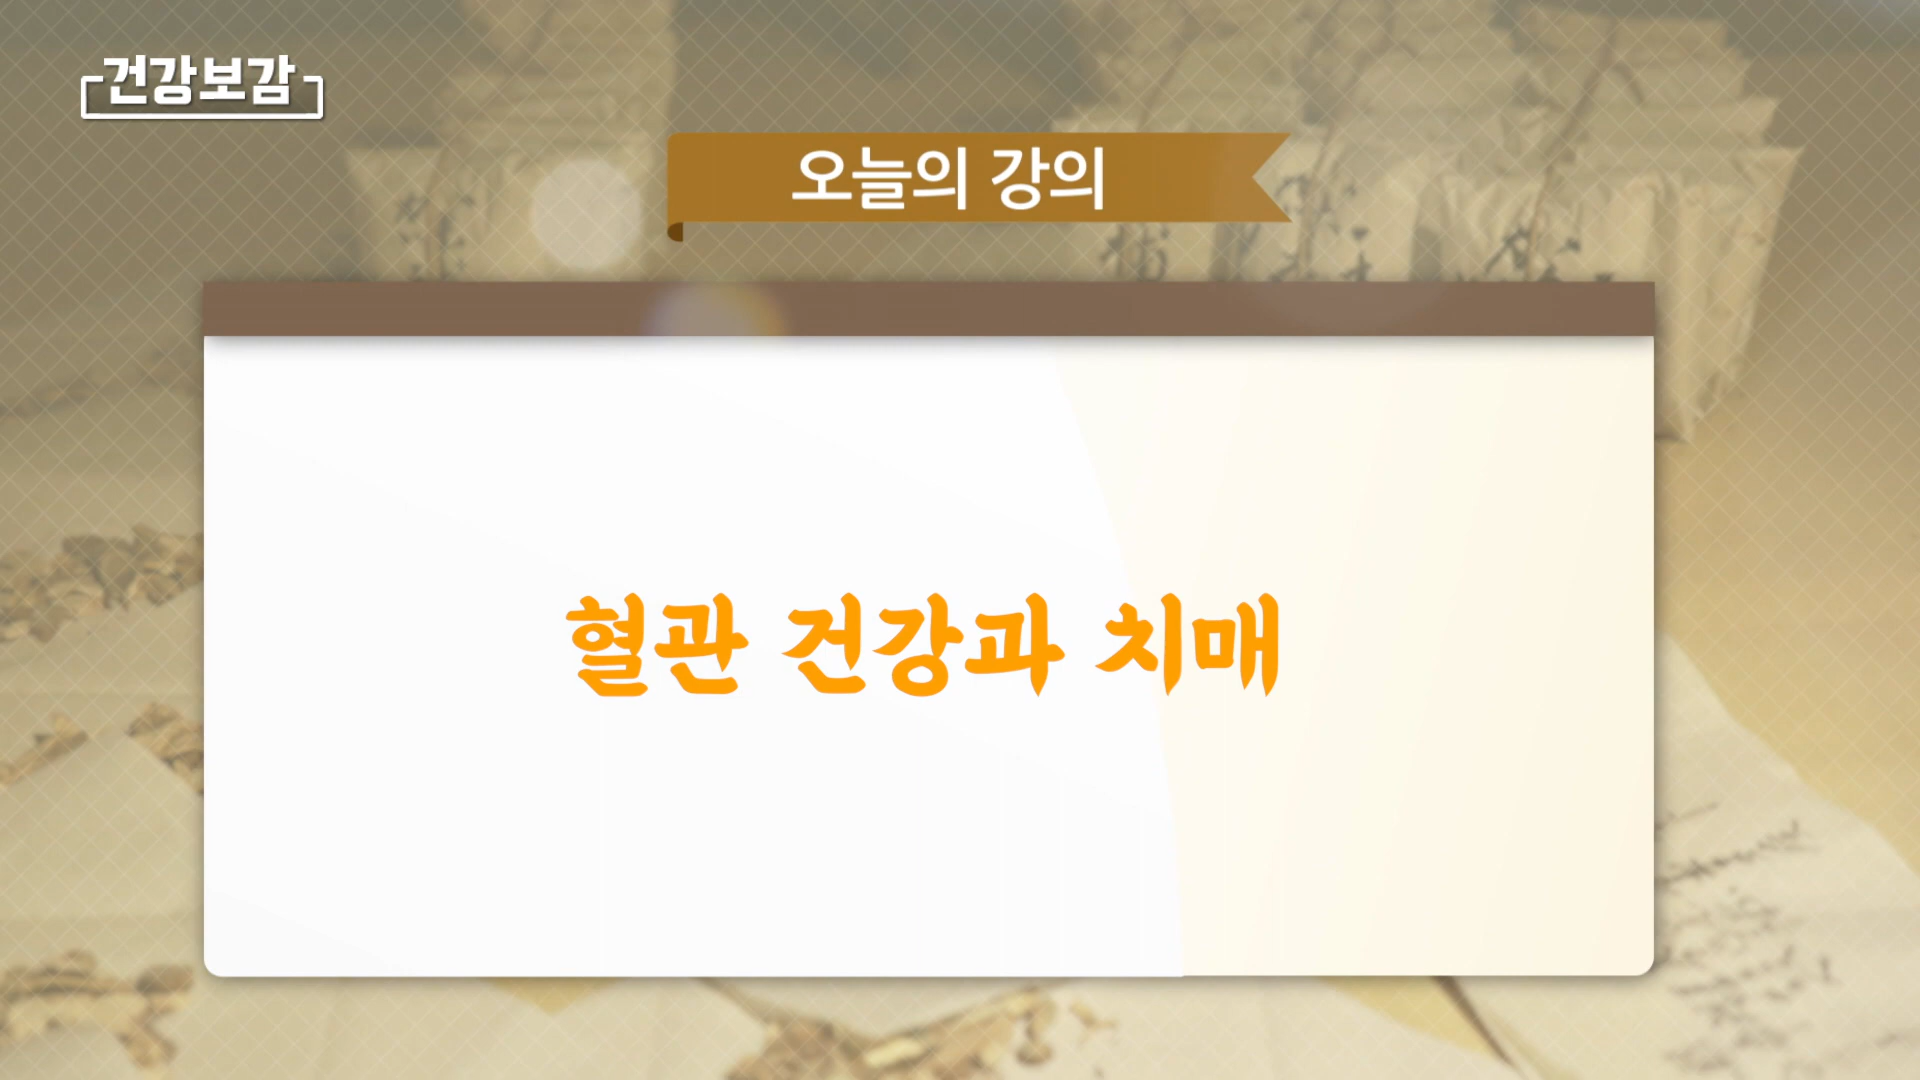 건강보감
오늘의 강의
혈관 건강과 치매